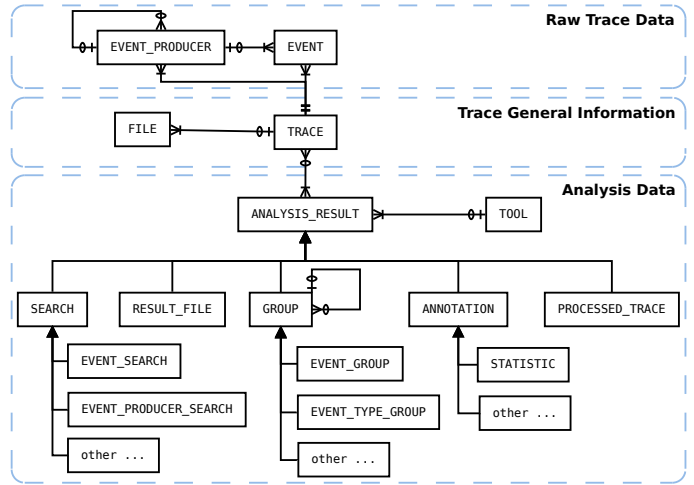 Raw Trace Data
EVENT_PRODUCER
EVENT
Trace General Information
FILE
TRACE
Analysis Data
ANALYSIS_RESULT
TOOL
SEARCH
RESULT_FILE
GROUP
ANNOTATION
PROCESSED_TRACE
EVENT_SEARCH
EVENT_GROUP
STATISTIC
EVENT_PRODUCER_SEARCH
EVENT_TYPE_GROUP
other ...
other ...
other ...